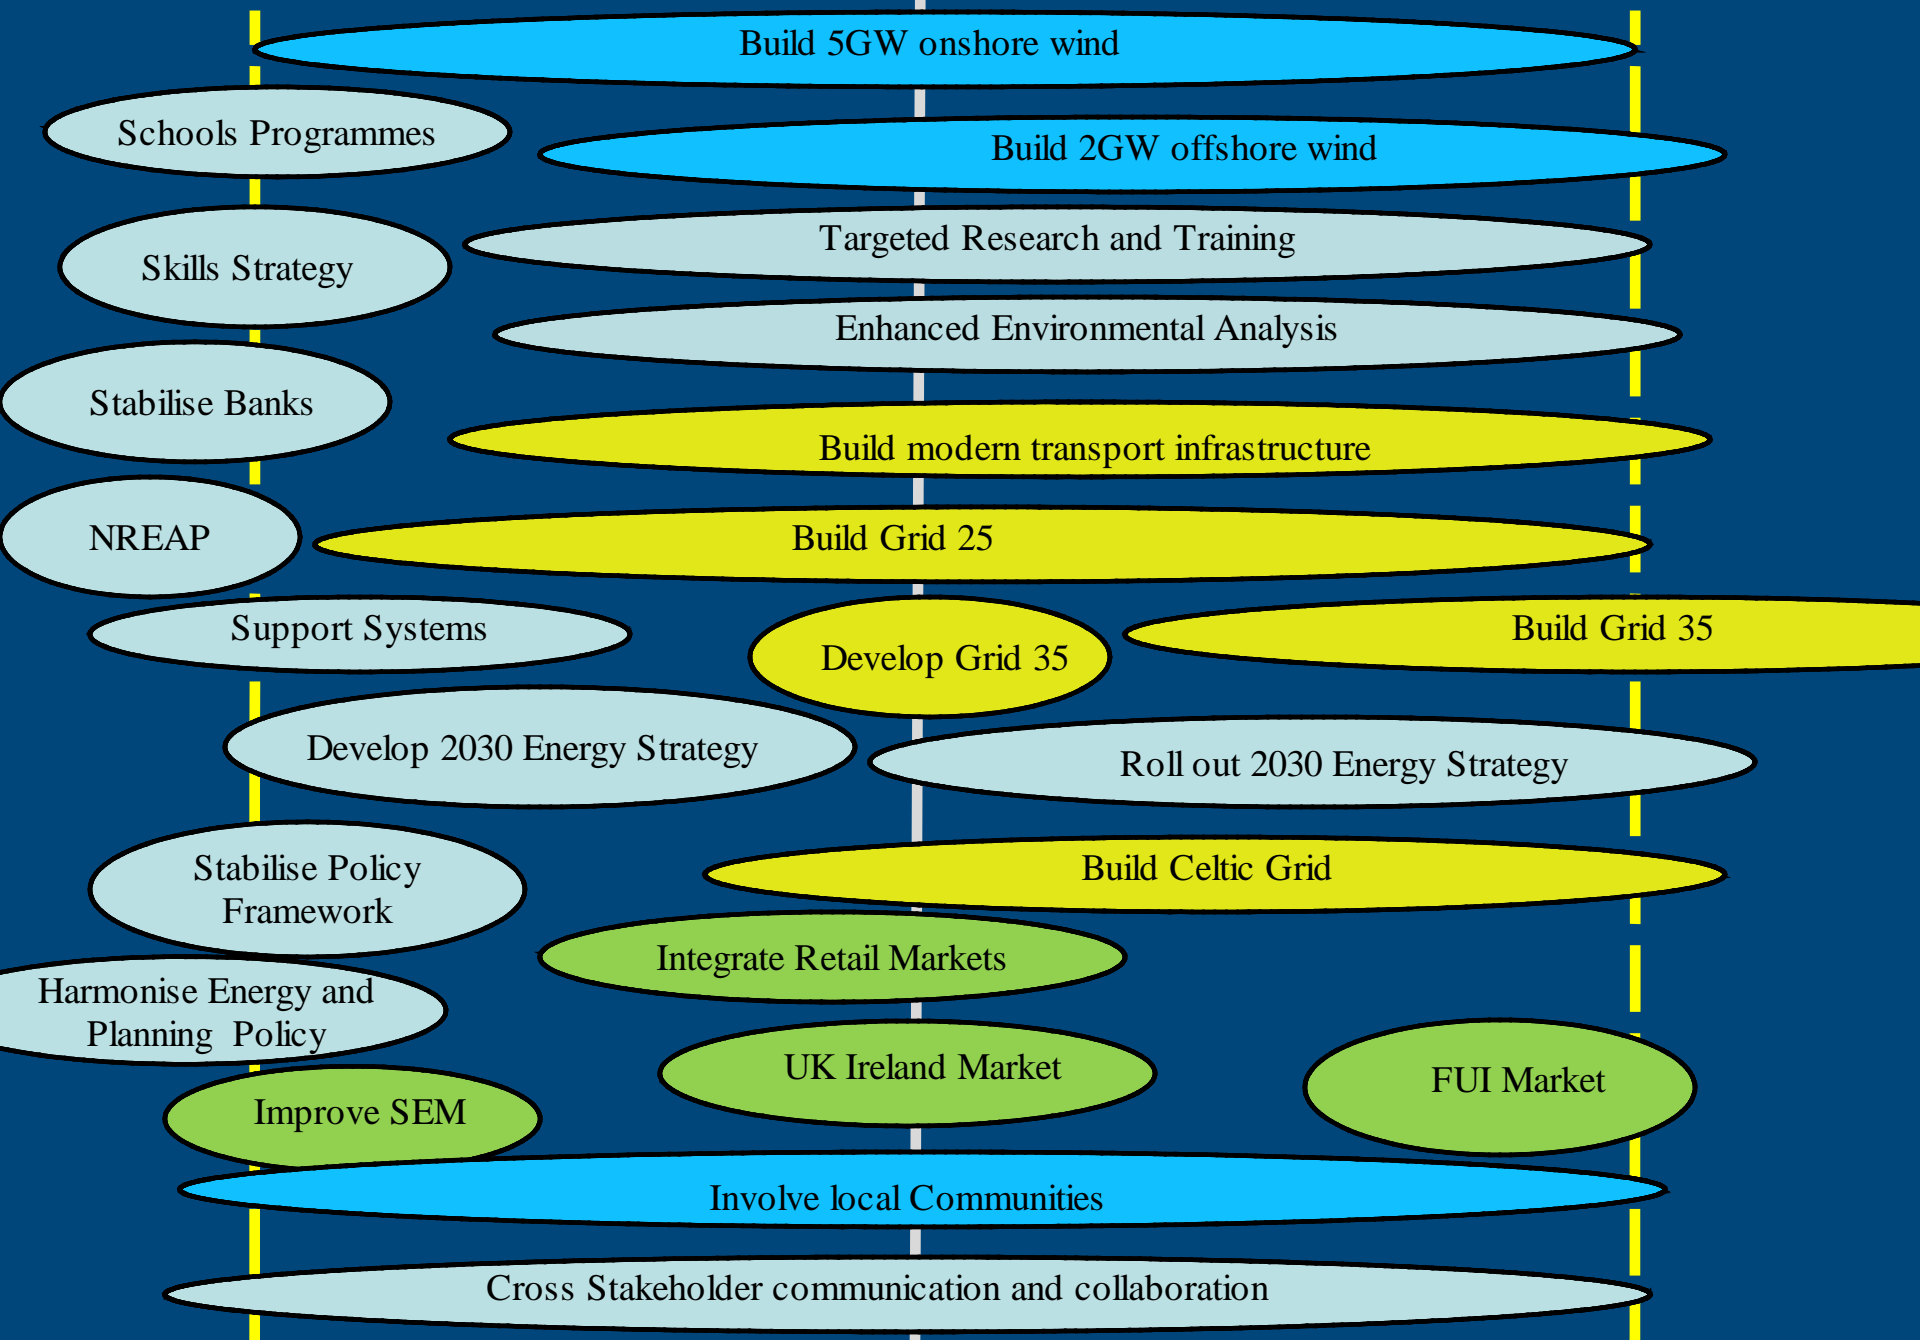 Build 5GW onshore wind
Schools Programmes
Build 2GW offshore wind
Targeted Research and Training
Skills Strategy
Enhanced Environmental Analysis
Stabilise Banks
Build modern transport infrastructure
NREAP
Build Grid 25
Support Systems
Develop Grid 35
Build Grid 35
Develop 2030 Energy Strategy
Roll out 2030 Energy Strategy
Stabilise Policy
Framework
Build Celtic Grid
Integrate Retail Markets
Harmonise Energy and
Planning Policy
UK Ireland Market
FUI Market
Improve SEM
Involve local Communities
Cross Stakeholder communication and collaboration